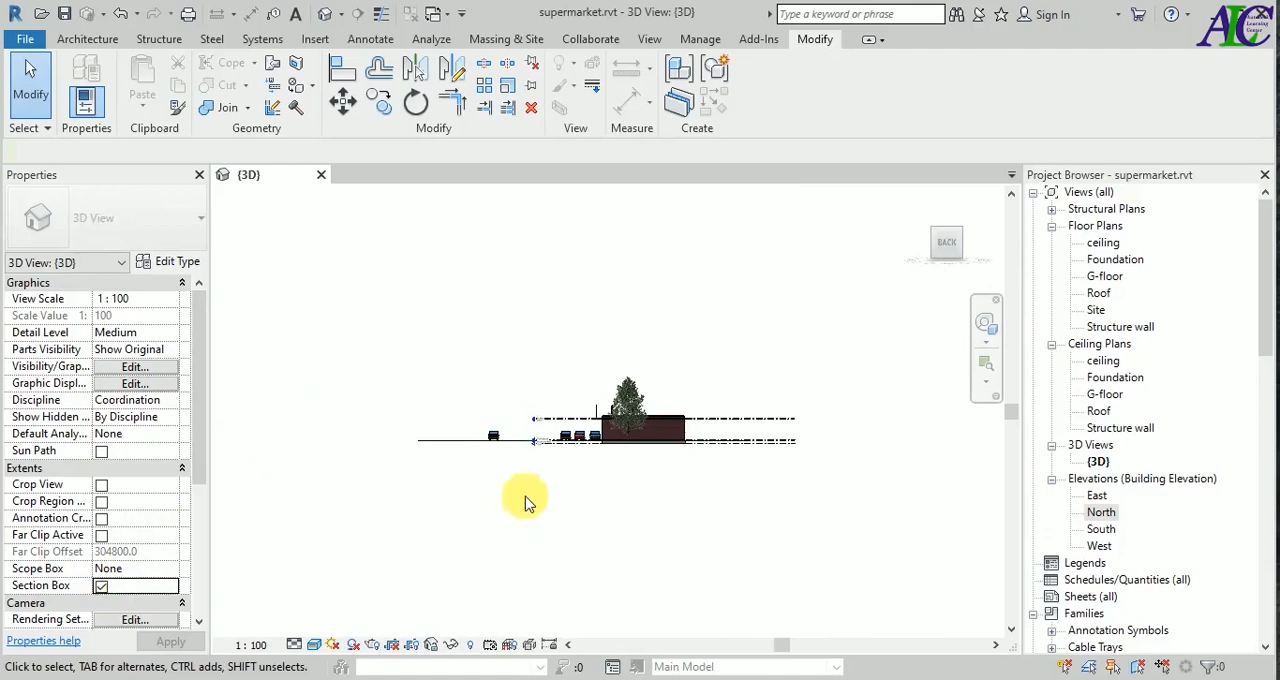 supermarket.rvt - 3D View: {3D}
Type a keyword or phrase
Sign In
ALC
File Architecture Structure Steel Systems Insert Annotate Analyze Massing & Site Collaborate View Manage Add-Ins Modify
Modify
Paste
Cope
Cut
Join
Select Properties Clipboard Geometry Modify View Measure Create
Properties
{3D}
Project Browser - supermarket.rvt
3D View
3D View: {3D}
Edit Type
Graphics
View Scale 1 : 100
Scale Value 1: 100
Detail Level Medium
Parts Visibility Show Original
Visibility/Grap... Edit...
Graphic Displ... Edit...
Discipline Coordination
Show Hidden ... By Discipline
Default Analy... None
Sun Path
Extents
Crop View
Crop Region ...
Annotation Cr...
Far Clip Active
Far Clip Offset 304800.0
Scope Box None
Section Box
Camera
Rendering Set... Edit...
Properties help
Apply
BACK
Views (all)
Structural Plans
Floor Plans
ceiling
Foundation
G-floor
Roof
Site
Structure wall
Ceiling Plans
ceiling
Foundation
G-floor
Roof
Structure wall
3D Views
{3D}
Elevations (Building Elevation)
East
North
South
West
Legends
Schedules/Quantities (all)
Sheets (all)
Families
Annotation Symbols
Cable Trays
1 : 100
Click to select, TAB for alternates, CTRL adds, SHIFT unselects.
:0
Main Model
:0